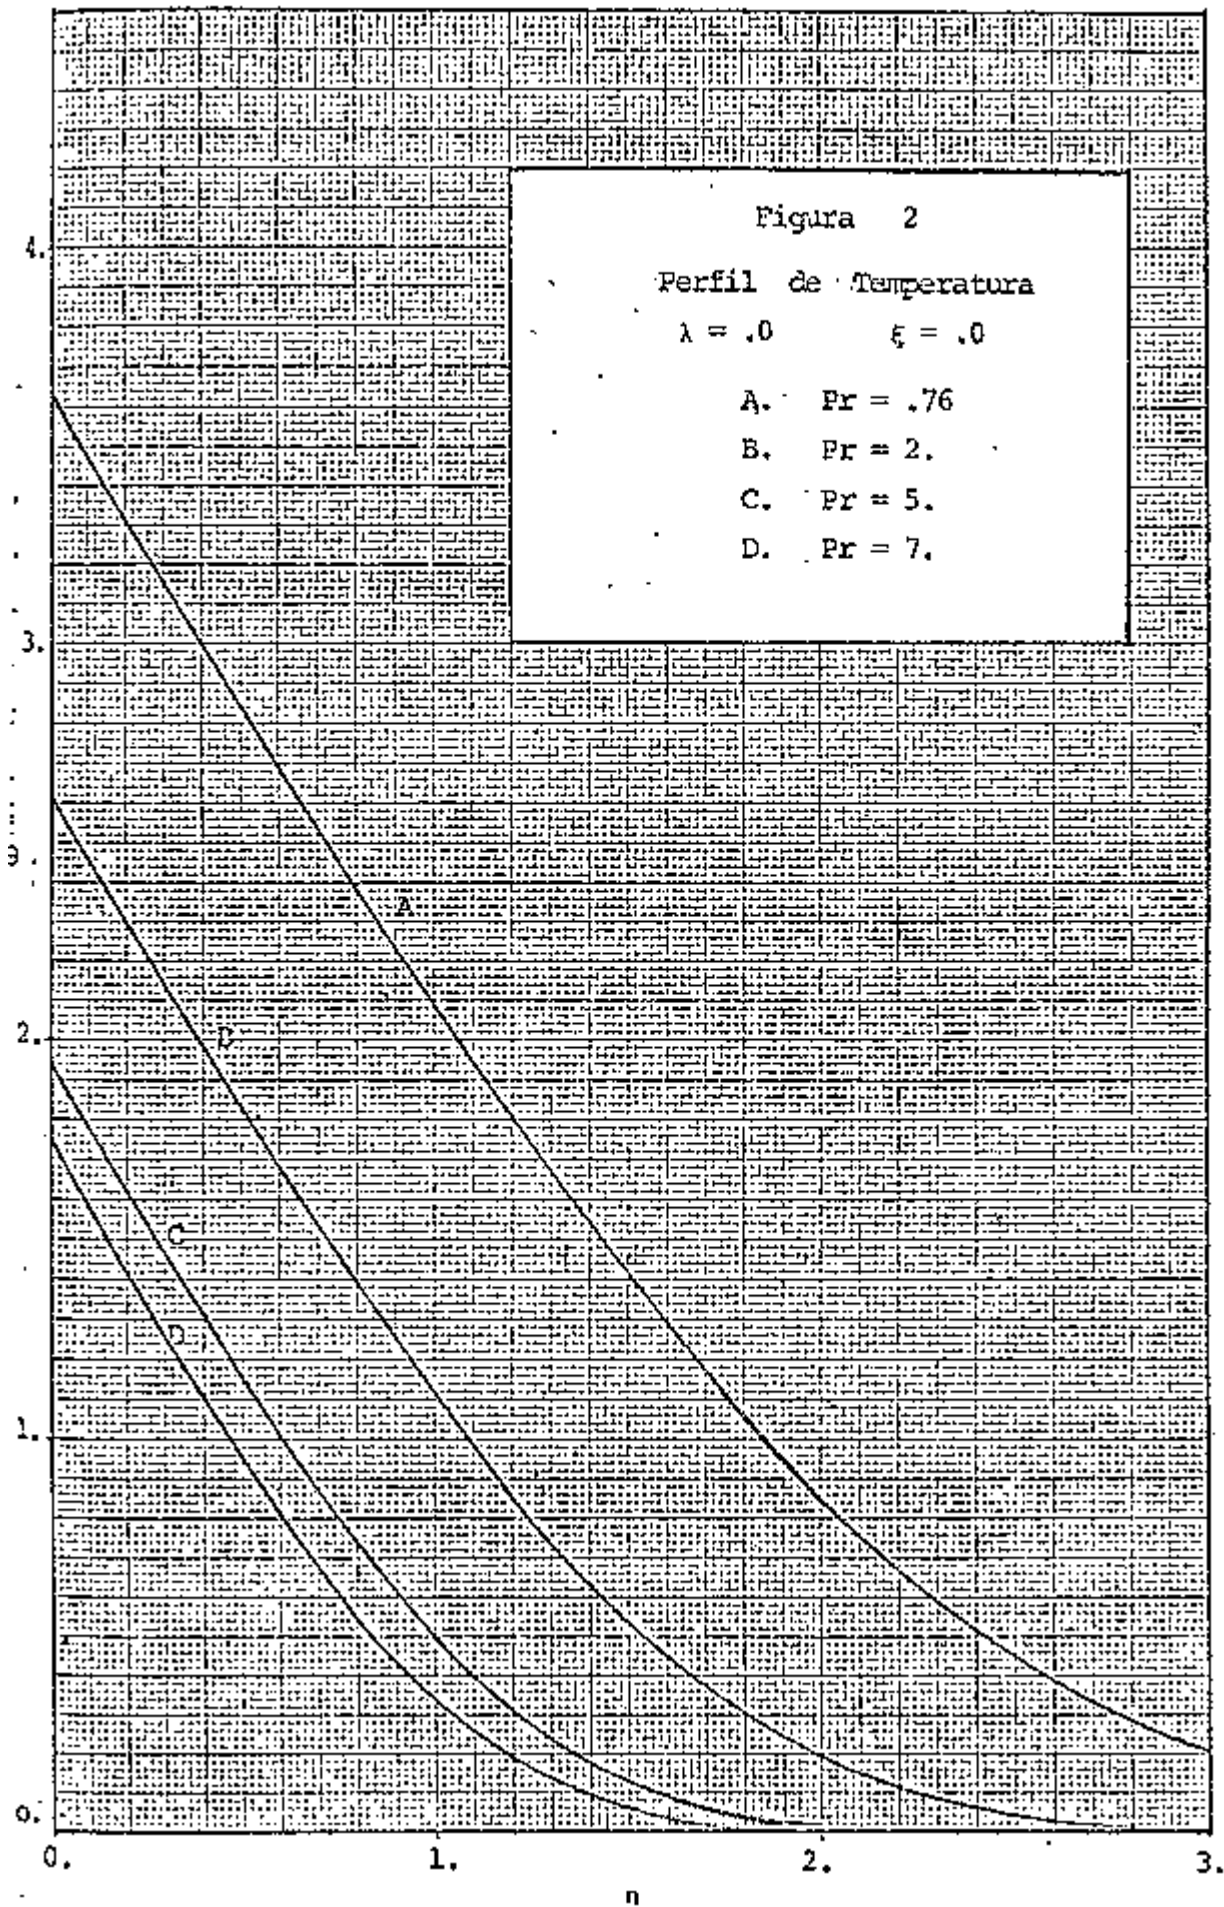 Figura 2
Perfil de Temperatura
λ = .0 ξ = .0
A. Pr = .76
B. Pr = 2.
C. Pr = 5.
D. Pr = 7.
4.
3.
A
2.
C
D
1.
0.
0. 1. 2. 3.
η